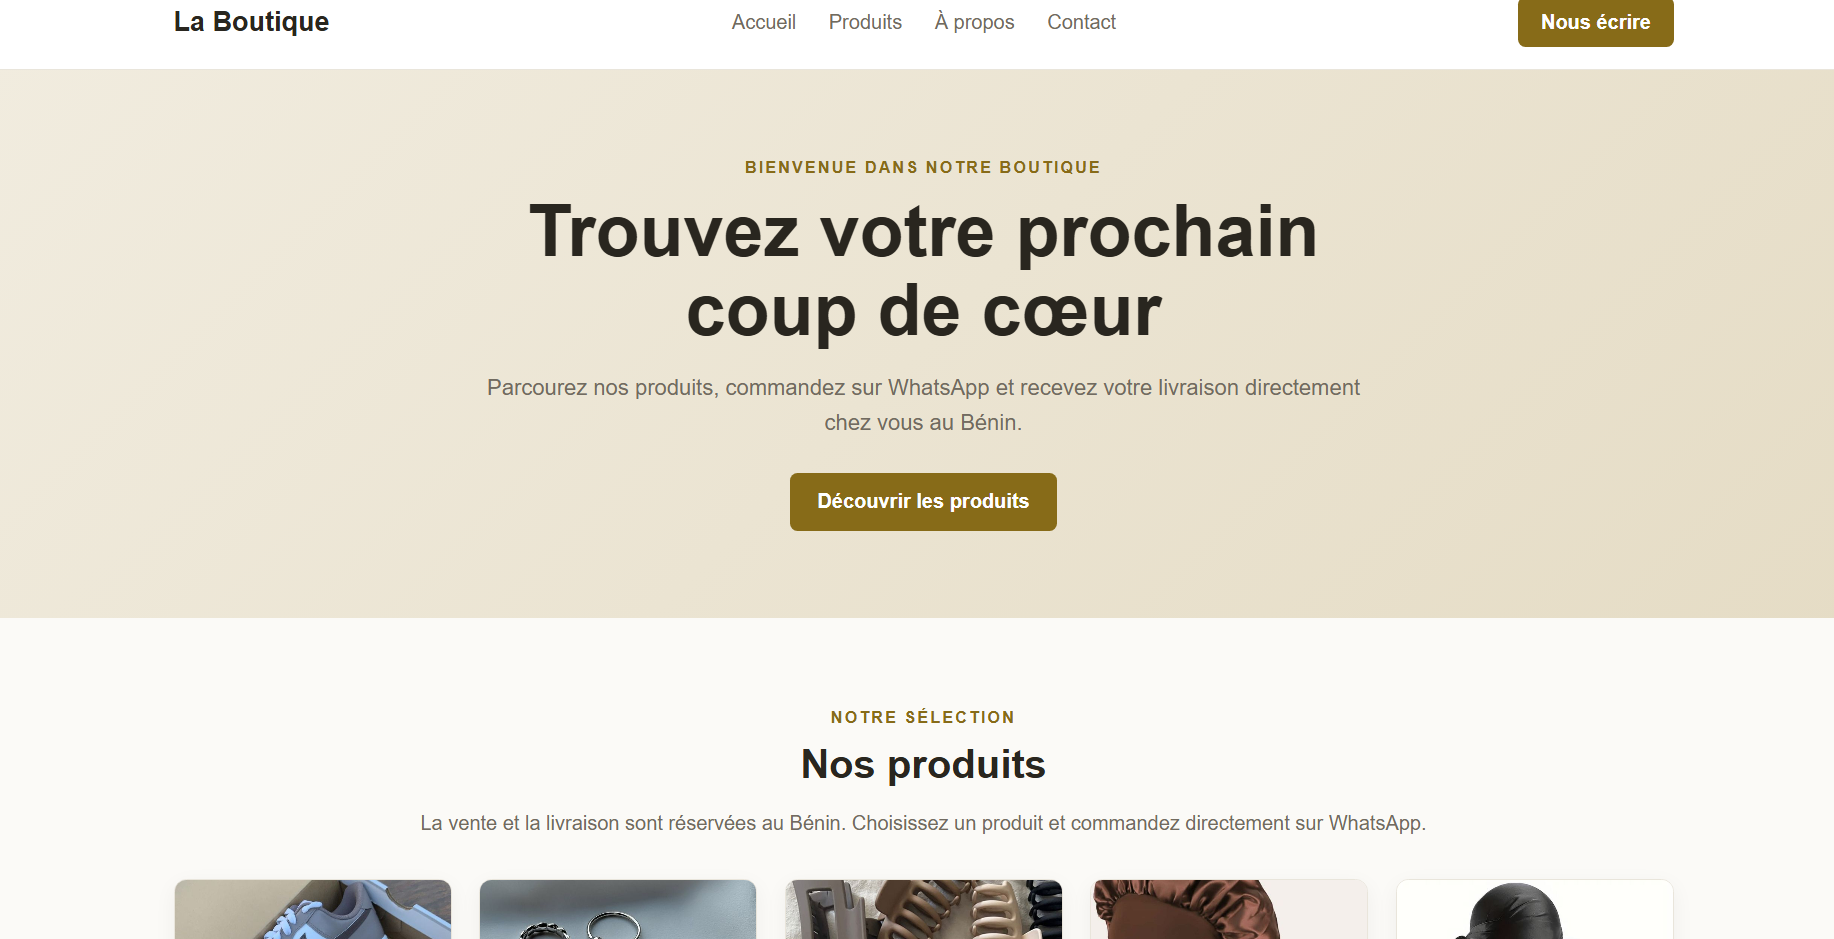 La Boutique
Accueil
Produits
À propos
Contact
Nous écrire
BIENVENUE DANS NOTRE BOUTIQUE
Trouvez votre prochain
coup de cœur
Parcourez nos produits, commandez sur WhatsApp et recevez votre livraison directement
chez vous au Bénin.
Découvrir les produits
NOTRE SÉLECTION
Nos produits
La vente et la livraison sont réservées au Bénin. Choisissez un produit et commandez directement sur WhatsApp.